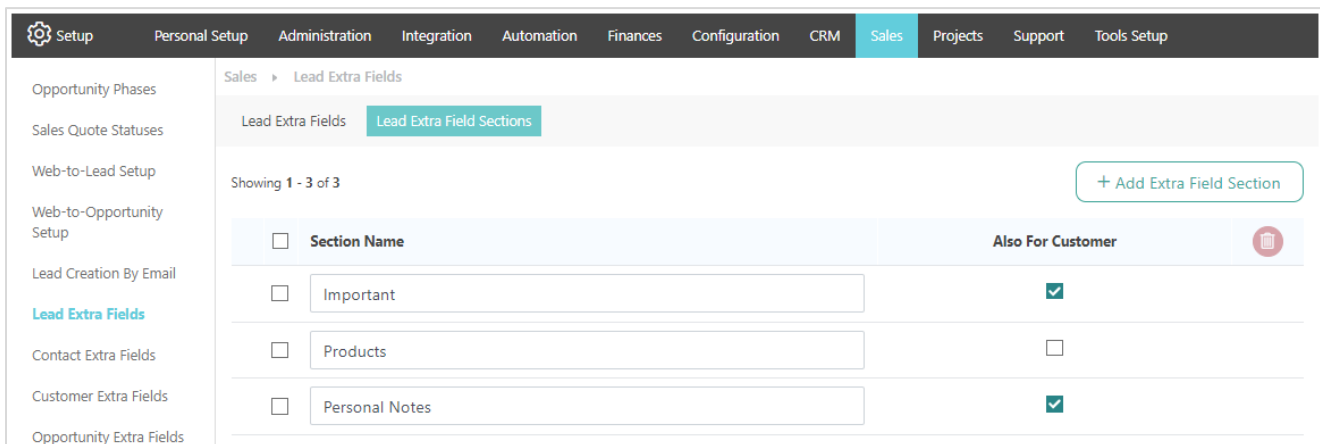 Setup Personal Setup Administration Integration Automation Finances Configuration CRM Sales Projects Support Tools Setup
Opportunity Phases
Sales Quote Statuses
Web-to-Lead Setup
Web-to-Opportunity
Setup
Lead Creation By Email
Lead Extra Fields
Contact Extra Fields
Customer Extra Fields
Opportunity Extra Fields
Sales Lead Extra Fields
Lead Extra Fields Lead Extra Field Sections
Showing 1 - 3 of 3 + Add Extra Field Section
Section Name Also For Customer
Important
Products
Personal Notes